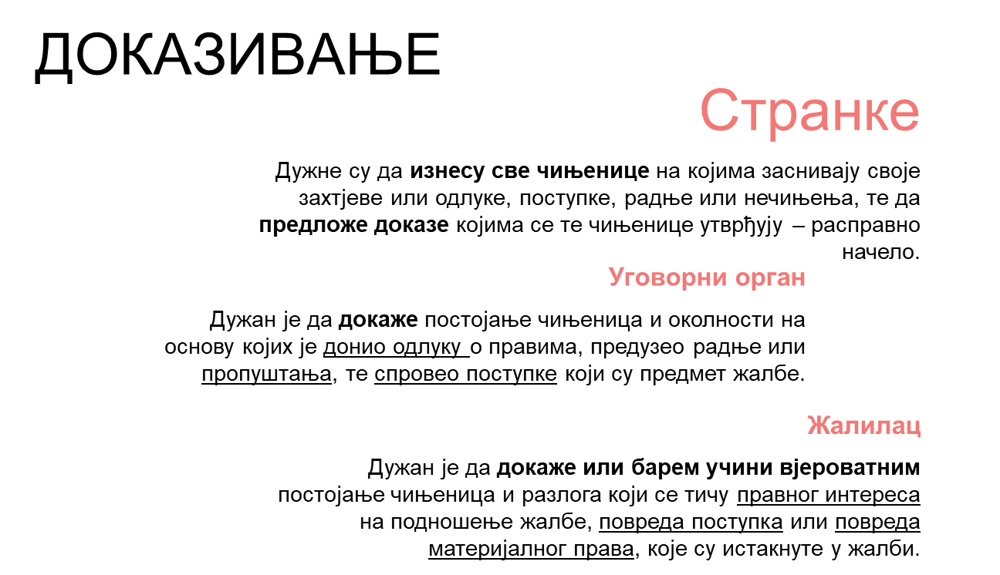 ДОКАЗИВАЊЕ
Странке
Дужне су да изнесу све чињенице на којима заснивају своје
захтјеве или одлуке, поступке, радње или нечињења, те да
предложе доказе којима се те чињенице утврђују – расправно
начело.
Уговорни орган
Дужан је да докаже постојање чињеница и околности на
основу којих је донио одлуку о правима, предузео радње или
пропуштања, те спровео поступке који су предмет жалбе.
Жалилац
Дужан је да докаже или барем учини вјероватним
постојање чињеница и разлога који се тичу правног интереса
на подношење жалбе, повреда поступка или повреда
материјалног права, које су истакнуте у жалби.